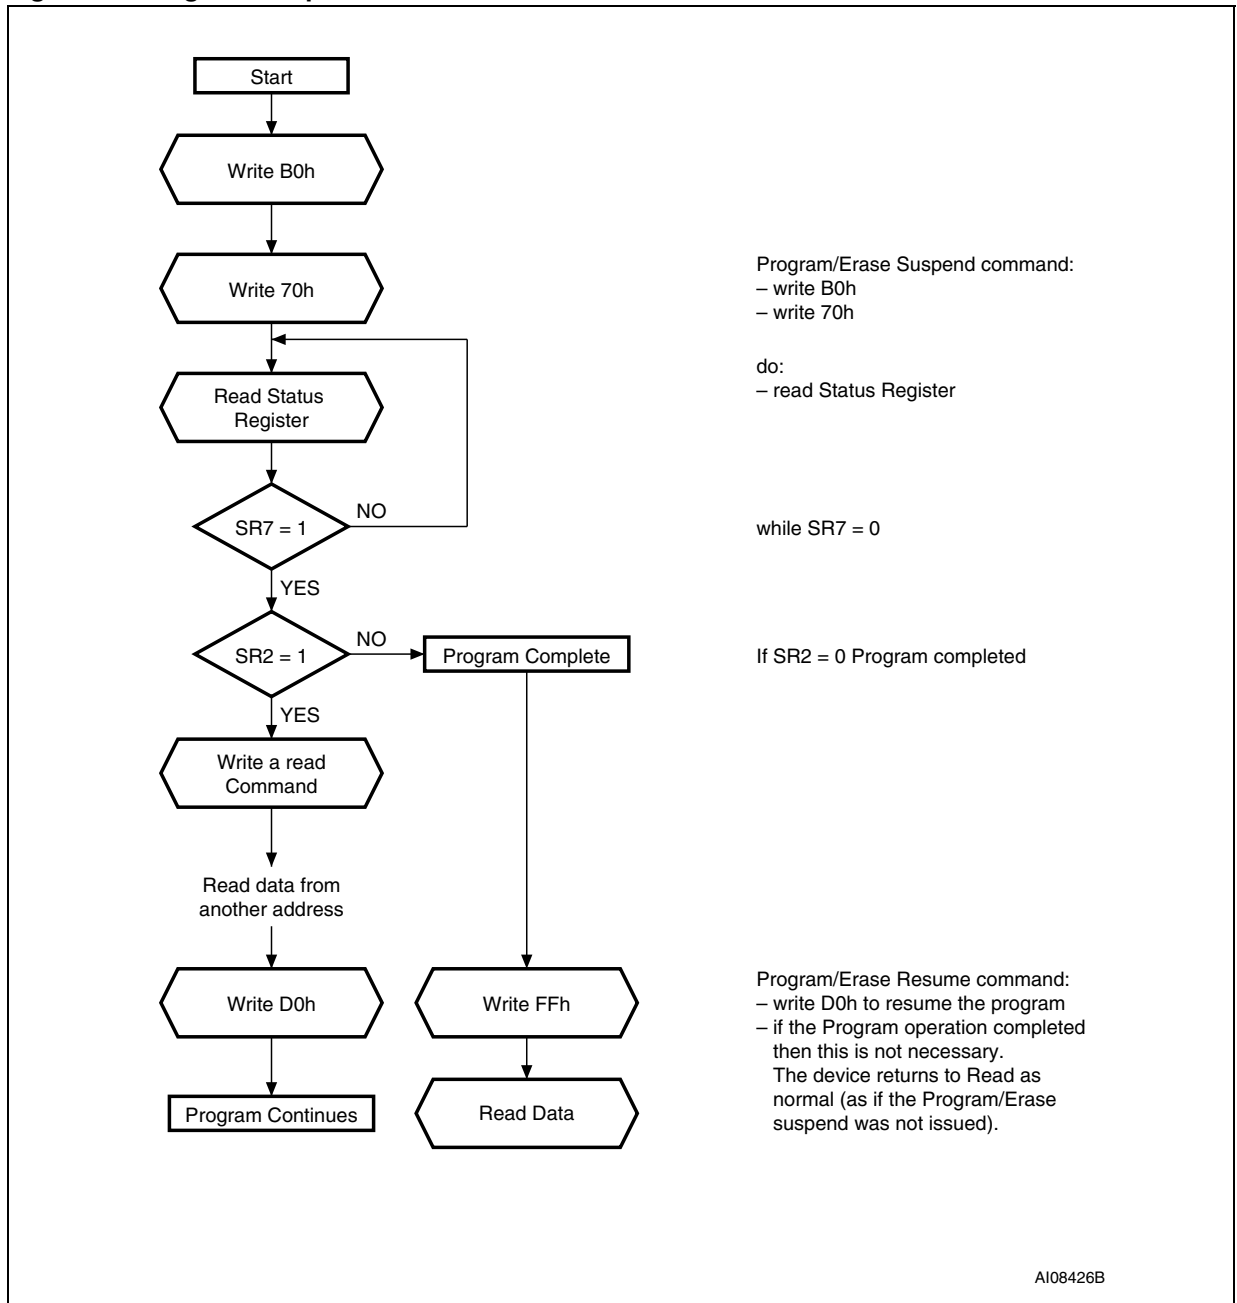 Start
Write B0h
Write 70h
Program/Erase Suspend command:
– write B0h
– write 70h
do:
– read Status Register
Read Status
Register
SR7 = 1
NO
while SR7 = 0
YES
SR2 = 1
NO
Program Complete
If SR2 = 0 Program completed
YES
Write a read
Command
Read data from
another address
Write D0h
Write FFh
Program/Erase Resume command:
– write D0h to resume the program
– if the Program operation completed
then this is not necessary.
The device returns to Read as
normal (as if the Program/Erase
suspend was not issued).
Program Continues
Read Data
AI08426B